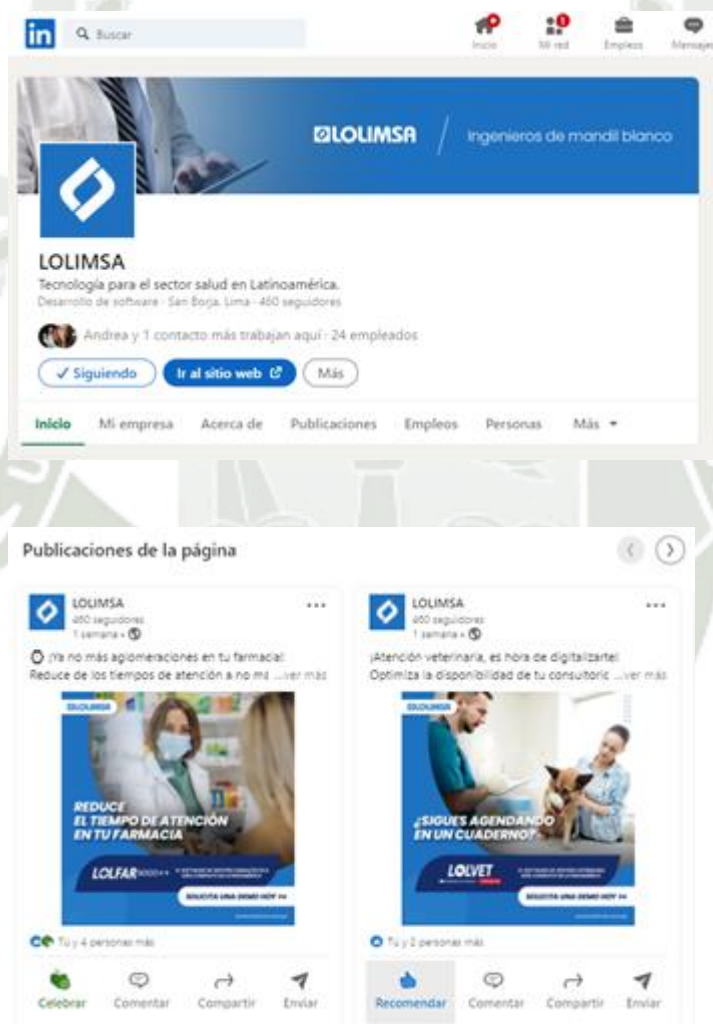 in
Buscar
Inicio
Mi red
Empleos
Mensajes
LOLIMSA / Ingenieros de mandil blanco
LOLIMSA
Tecnología para el sector salud en Latinoamérica.
Desarrollo de software · San Borja, Lima · 460 seguidores
Andrea y 1 contacto más trabajan aquí · 24 empleados
✓ Siguiendo
Ir al sitio web
Más
Inicio
Mi empresa
Acerca de
Publicaciones
Empleos
Personas
Más
Publicaciones de la página
LOLIMSA
460 seguidores
1 semana •
¡Ya no más aglomeraciones en tu farmacia!
Reduce de los tiempos de atención a no ma ...ver más
LOLIMSA
REDUCE
EL TIEMPO DE ATENCIÓN
EN TU FARMACIA
LOLFAR
SOLICITA UNA DEMO HOY >>
Tú y 4 personas más
Celebrar
Comentar
Compartir
Enviar
LOLIMSA
460 seguidores
1 semana •
¡Atención veterinaria, es hora de digitalizarte!
Optimiza la disponibilidad de tu consultoric ...ver más
LOLIMSA
¿SIGUES AGENDANDO
EN UN CUADERNO?
LOLVET
SOLICITA UNA DEMO HOY >>
Tú y 2 personas más
Recomendar
Comentar
Compartir
Enviar